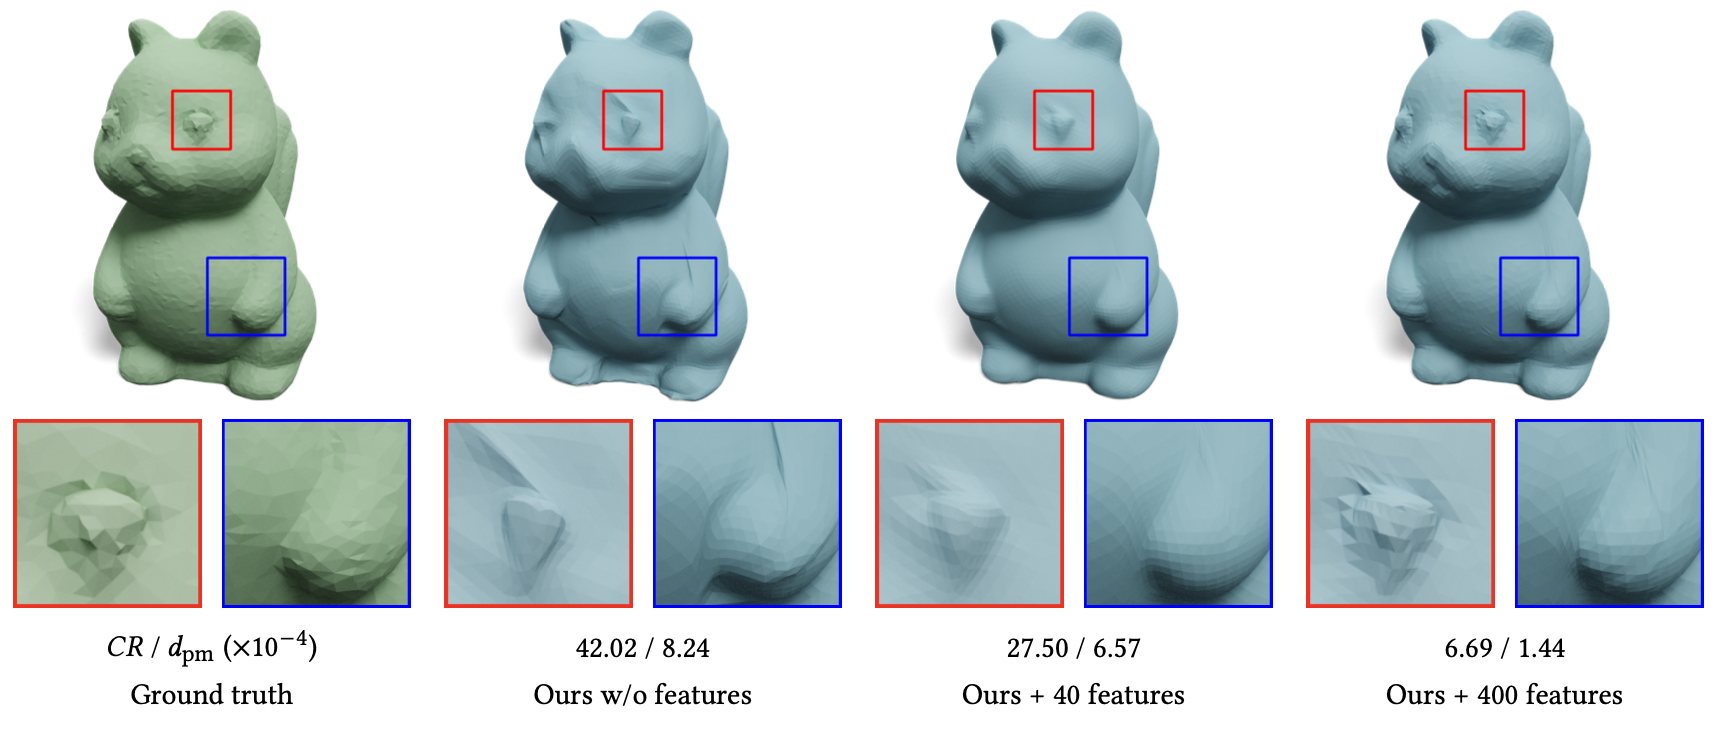 CR / d_pm (×10⁻⁴) 42.02 / 8.24 27.50 / 6.57 6.69 / 1.44
Ground truth Ours w/o features Ours + 40 features Ours + 400 features